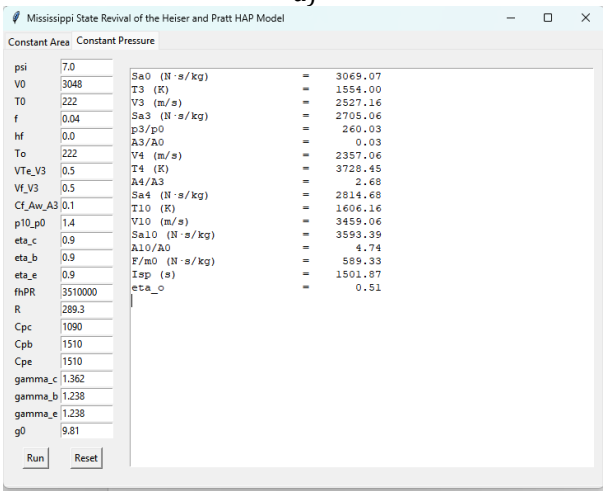 Mississippi State Revival of the Heiser and Pratt HAP Model
Constant Area Constant Pressure
psi 7.0
V0 3048
T0 222
f 0.04
hf 0.0
To 222
VTe_V3 0.5
Vf_V3 0.5
Cf_Aw_A3 0.1
p10_p0 1.4
eta_c 0.9
eta_b 0.9
eta_e 0.9
fhPR 3510000
R 289.3
Cpc 1090
Cpb 1510
Cpe 1510
gamma_c 1.362
gamma_b 1.238
gamma_e 1.238
g0 9.81
Run Reset
Sa0 (N·s/kg) = 3069.07
T3 (K) = 1554.00
V3 (m/s) = 2527.16
Sa3 (N·s/kg) = 2705.06
p3/p0 = 260.03
A3/A0 = 0.03
V4 (m/s) = 2357.06
T4 (K) = 3728.45
A4/A3 = 2.68
Sa4 (N·s/kg) = 2814.68
T10 (K) = 1606.16
V10 (m/s) = 3459.06
Sa10 (N·s/kg) = 3593.39
A10/A0 = 4.74
F/m0 (N·s/kg) = 589.33
Isp (s) = 1501.87
eta_o = 0.51